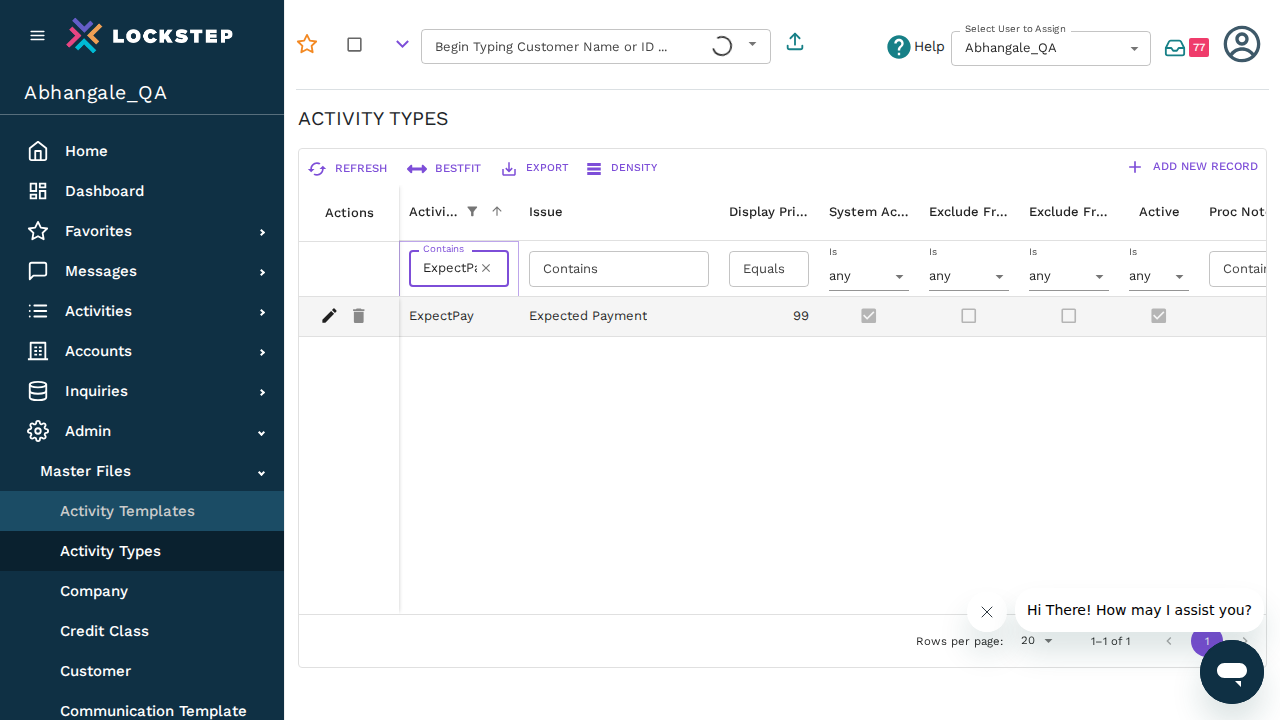 LOCKSTEP
Begin Typing Customer Name or ID ...
Help
Select User to Assign
Abhangale_QA
77
Abhangale_QA
Home
Dashboard
Favorites
Messages
Activities
Accounts
Inquiries
Admin
Master Files
Activity Templates
Activity Types
Company
Credit Class
Customer
Communication Template
ACTIVITY TYPES
REFRESH
BESTFIT
EXPORT
DENSITY
ADD NEW RECORD
Actions
Activi...
Issue
Display Pri...
System Ac...
Exclude Fr...
Exclude Fr...
Active
Proc Not
Contains
ExpectPa
Contains
Equals
Is
any
Is
any
Is
any
Is
any
Contain
ExpectPay
Expected Payment
99
Hi There! How may I assist you?
Rows per page:
20
1–1 of 1
1